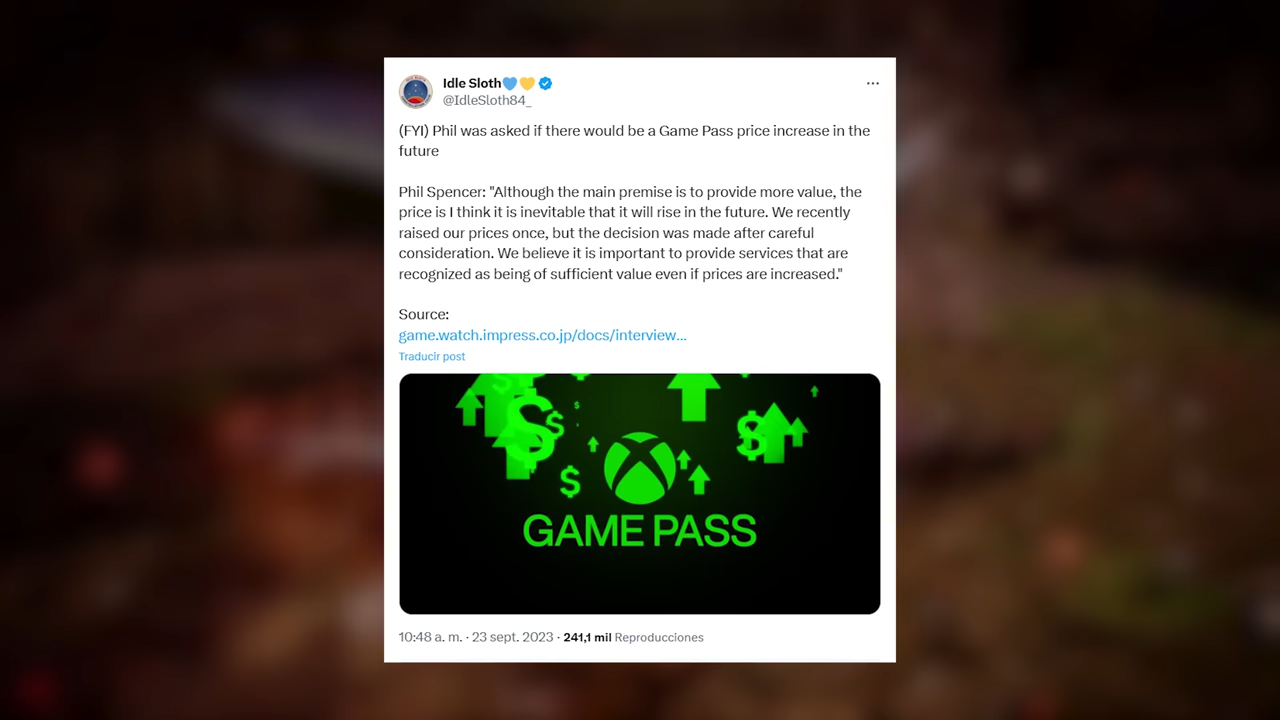 Idle Sloth💙💛
@IdleSloth84_
(FYI) Phil was asked if there would be a Game Pass price increase in the
future
Phil Spencer: "Although the main premise is to provide more value, the
price is I think it is inevitable that it will rise in the future. We recently
raised our prices once, but the decision was made after careful
consideration. We believe it is important to provide services that are
recognized as being of sufficient value even if prices are increased."
Source:
game.watch.impress.co.jp/docs/interview...
Traducir post
GAME PASS
10:48 a. m. · 23 sept. 2023 · 241,1 mil Reproducciones